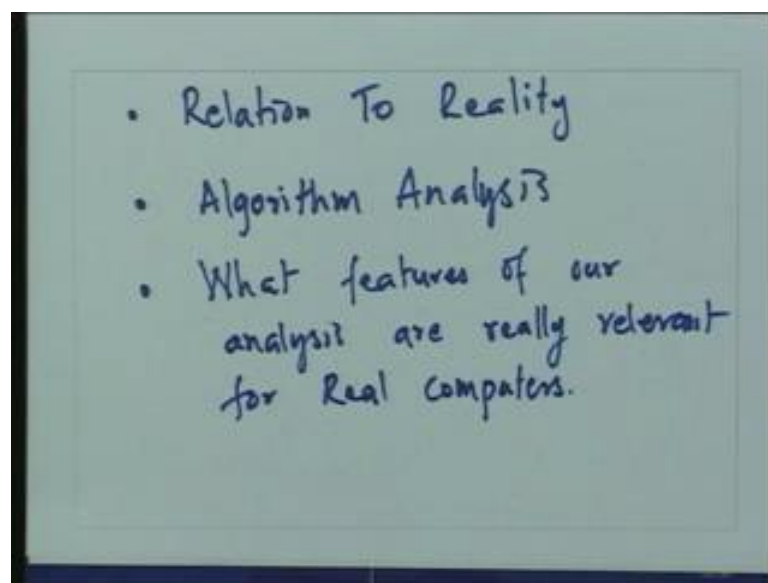 • Relation To Reality
• Algorithm Analysis
• What features of our
analysis are really relevant
for Real computers.